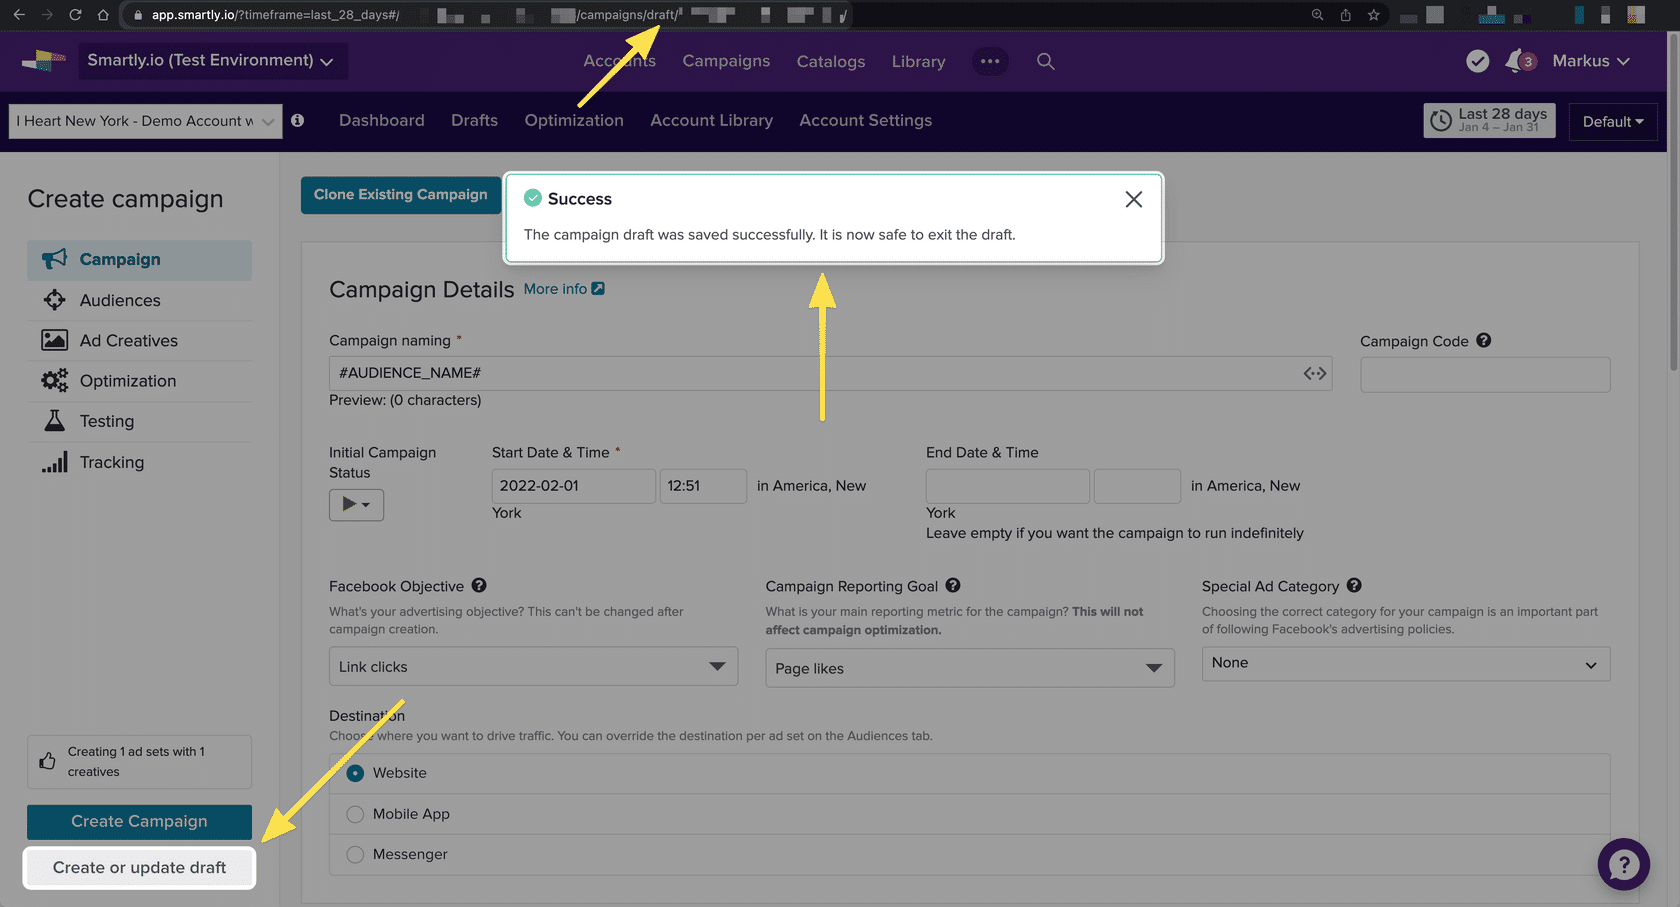 app.smartly.io/?timeframe=last_28_days#/
/campaigns/draft/
Smartly.io (Test Environment)
Accounts
Campaigns
Catalogs
Library
3
Markus
I Heart New York - Demo Account w
Dashboard
Drafts
Optimization
Account Library
Account Settings
Last 28 days
Jan 4 – Jan 31
Default
Create campaign
Campaign
Audiences
Ad Creatives
Optimization
Testing
Tracking
Creating 1 ad sets with 1
creatives
Create Campaign
Create or update draft
Clone Existing Campaign
Success
The campaign draft was saved successfully. It is now safe to exit the draft.
Campaign Details More info
Campaign naming *
#AUDIENCE_NAME#
Preview: (0 characters)
Campaign Code ?
Initial Campaign
Status
Start Date & Time *
2022-02-01
12:51
in America, New
York
End Date & Time
in America, New
York
Leave empty if you want the campaign to run indefinitely
Facebook Objective ?
What's your advertising objective? This can't be changed after
campaign creation.
Link clicks
Campaign Reporting Goal ?
What is your main reporting metric for the campaign? This will not
affect campaign optimization.
Page likes
Special Ad Category ?
Choosing the correct category for your campaign is an important part
of following Facebook's advertising policies.
None
Destination
Choose where you want to drive traffic. You can override the destination per ad set on the Audiences tab.
Website
Mobile App
Messenger
?